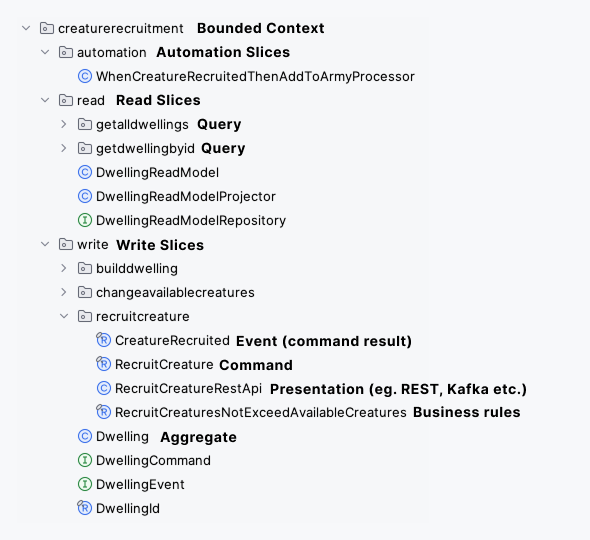 creaturerecruitment Bounded Context
automation Automation Slices
WhenCreatureRecruitedThenAddToArmyProcessor
read Read Slices
getalldwellings Query
getdwellingbyid Query
DwellingReadModel
DwellingReadModelProjector
DwellingReadModelRepository
write Write Slices
builddwelling
changeavailablecreatures
recruitcreature
CreatureRecruited Event (command result)
RecruitCreature Command
RecruitCreatureRestApi Presentation (eg. REST, Kafka etc.)
RecruitCreaturesNotExceedAvailableCreatures Business rules
Dwelling Aggregate
DwellingCommand
DwellingEvent
DwellingId